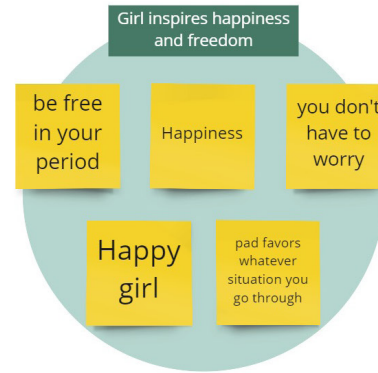 Girl inspires happiness
and freedom
be free
in your
period
Happiness
you don't
have to
worry
Happy
girl
pad favors
whatever
situation you
go through